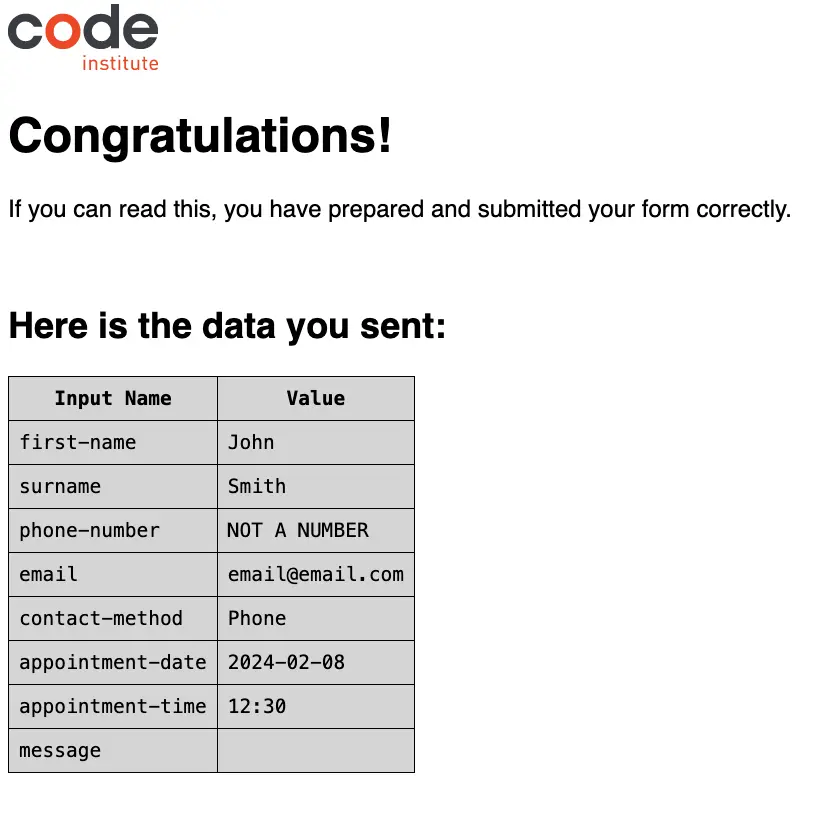 code
institute
Congratulations!
If you can read this, you have prepared and submitted your form correctly.
Here is the data you sent:
Input Name Value
first-name John
surname Smith
phone-number NOT A NUMBER
email email@email.com
contact-method Phone
appointment-date 2024-02-08
appointment-time 12:30
message